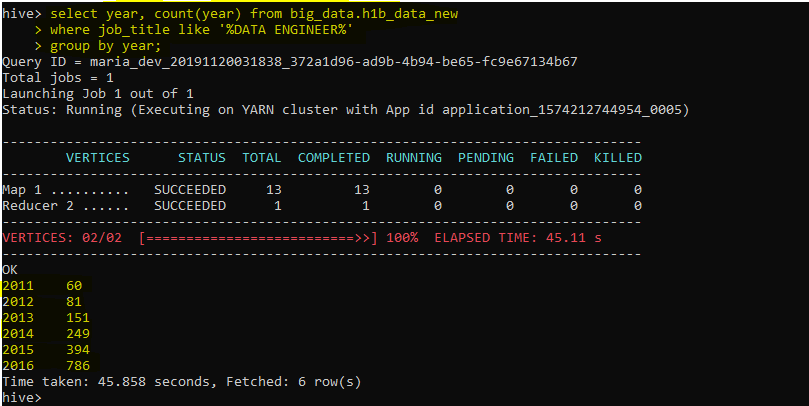 hive> select year, count(year) from big_data.h1b_data_new
    > where job_title like '%DATA ENGINEER%'
    > group by year;
Query ID = maria_dev_20191120031838_372a1d96-ad9b-4b94-be65-fc9e67134b67
Total jobs = 1
Launching Job 1 out of 1
Status: Running (Executing on YARN cluster with App id application_1574212744954_0005)

--------------------------------------------------------------------------------
        VERTICES      STATUS  TOTAL  COMPLETED  RUNNING  PENDING  FAILED  KILLED
--------------------------------------------------------------------------------
Map 1 ..........   SUCCEEDED     13         13        0        0       0       0
Reducer 2 ......   SUCCEEDED      1          1        0        0       0       0
--------------------------------------------------------------------------------
VERTICES: 02/02  [==========================>>] 100%  ELAPSED TIME: 45.11 s
--------------------------------------------------------------------------------
OK
2011    60
2012    81
2013    151
2014    249
2015    394
2016    786
Time taken: 45.858 seconds, Fetched: 6 row(s)
hive>